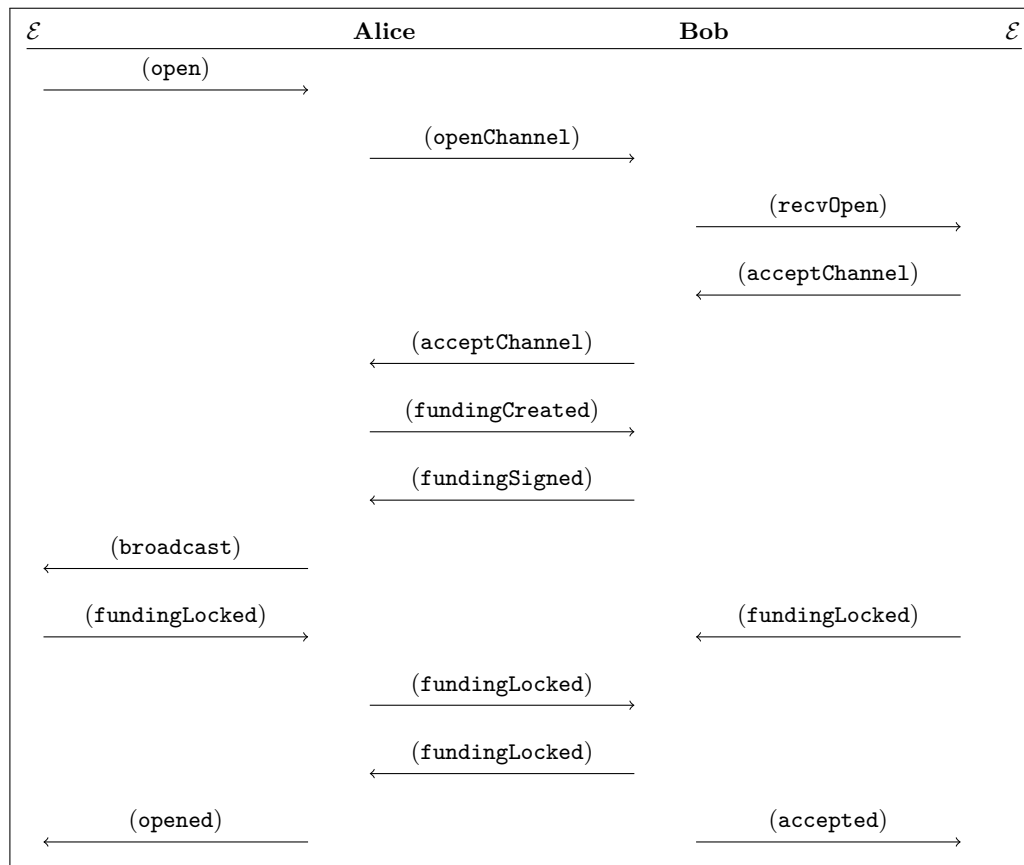 ℰ Alice Bob ℰ
(open)
(openChannel)
(recvOpen)
(acceptChannel)
(acceptChannel)
(fundingCreated)
(fundingSigned)
(broadcast)
(fundingLocked) (fundingLocked)
(fundingLocked)
(fundingLocked)
(opened) (accepted)